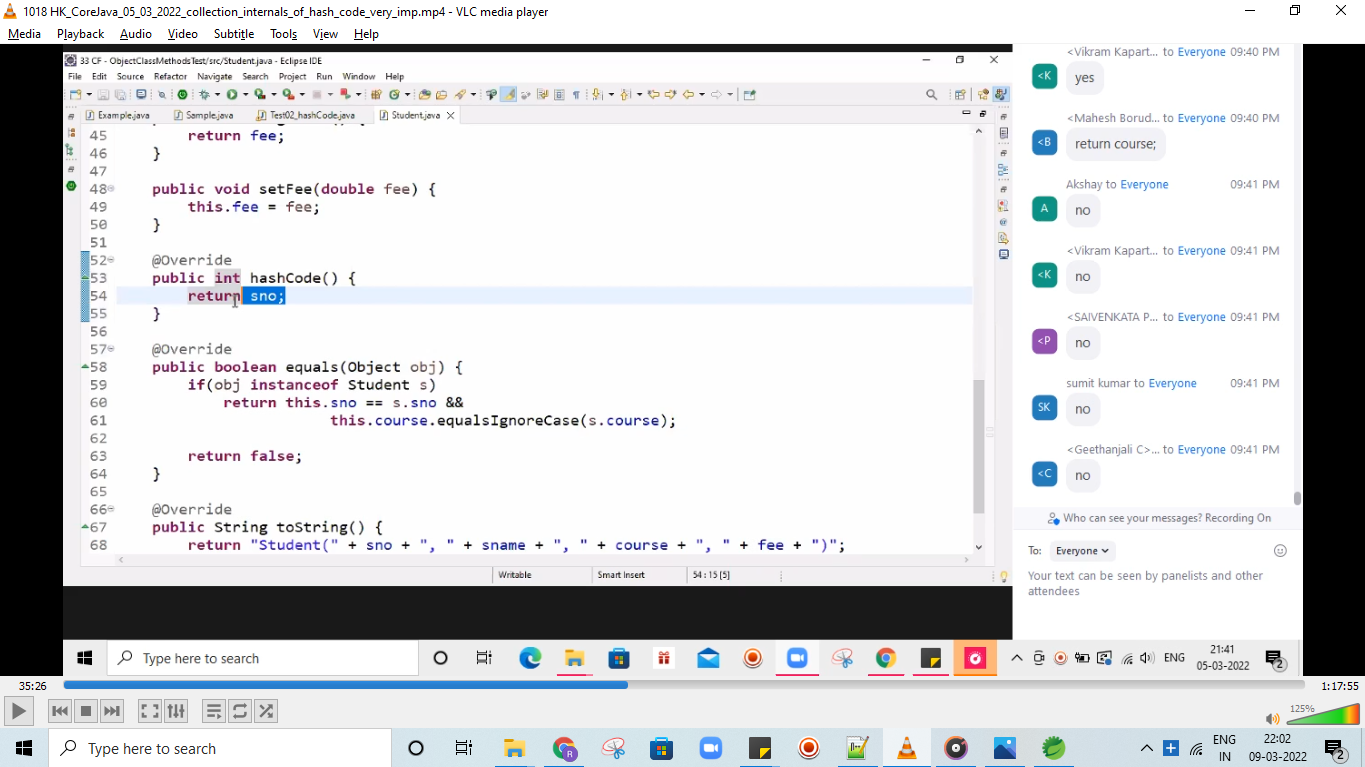 1018 HK_CoreJava_05_03_2022_collection_internals_of_hash_code_very_imp.mp4 - VLC media player
Media Playback Audio Video Subtitle Tools View Help
33 CF - ObjectClassMethodsTest/src/Student.java - Eclipse IDE
File Edit Source Refactor Navigate Search Project Run Window Help
Example.java Sample.java Test02_hashCode.java Student.java
45 return fee;
46 }
47
48 public void setFee(double fee) {
49 this.fee = fee;
50 }
51
52 @Override
53 public int hashCode() {
54 return sno;
55 }
56
57 @Override
58 public boolean equals(Object obj) {
59 if(obj instanceof Student s)
60 return this.sno == s.sno &&
61 this.course.equalsIgnoreCase(s.course);
62
63 return false;
64 }
65
66 @Override
67 public String toString() {
68 return "Student(" + sno + ", " + sname + ", " + course + ", " + fee + ")";
Writable Smart Insert 54 : 15 [5]
<Vikram Kapart... to Everyone 09:40 PM
<K yes
<Mahesh Borud... to Everyone 09:40 PM
<B return course;
Akshay to Everyone 09:41 PM
A no
<Vikram Kapart... to Everyone 09:41 PM
<K no
<SAIVENKATA P... to Everyone 09:41 PM
<P no
sumit kumar to Everyone 09:41 PM
SK no
<Geethanjali C>... to Everyone 09:41 PM
<C no
Who can see your messages? Recording On
To: Everyone
Your text can be seen by panelists and other
attendees
Type here to search
ENG
21:41
05-03-2022
2
35:26
1:17:55
125%
Type here to search
R
ENG
IN
22:02
09-03-2022
2